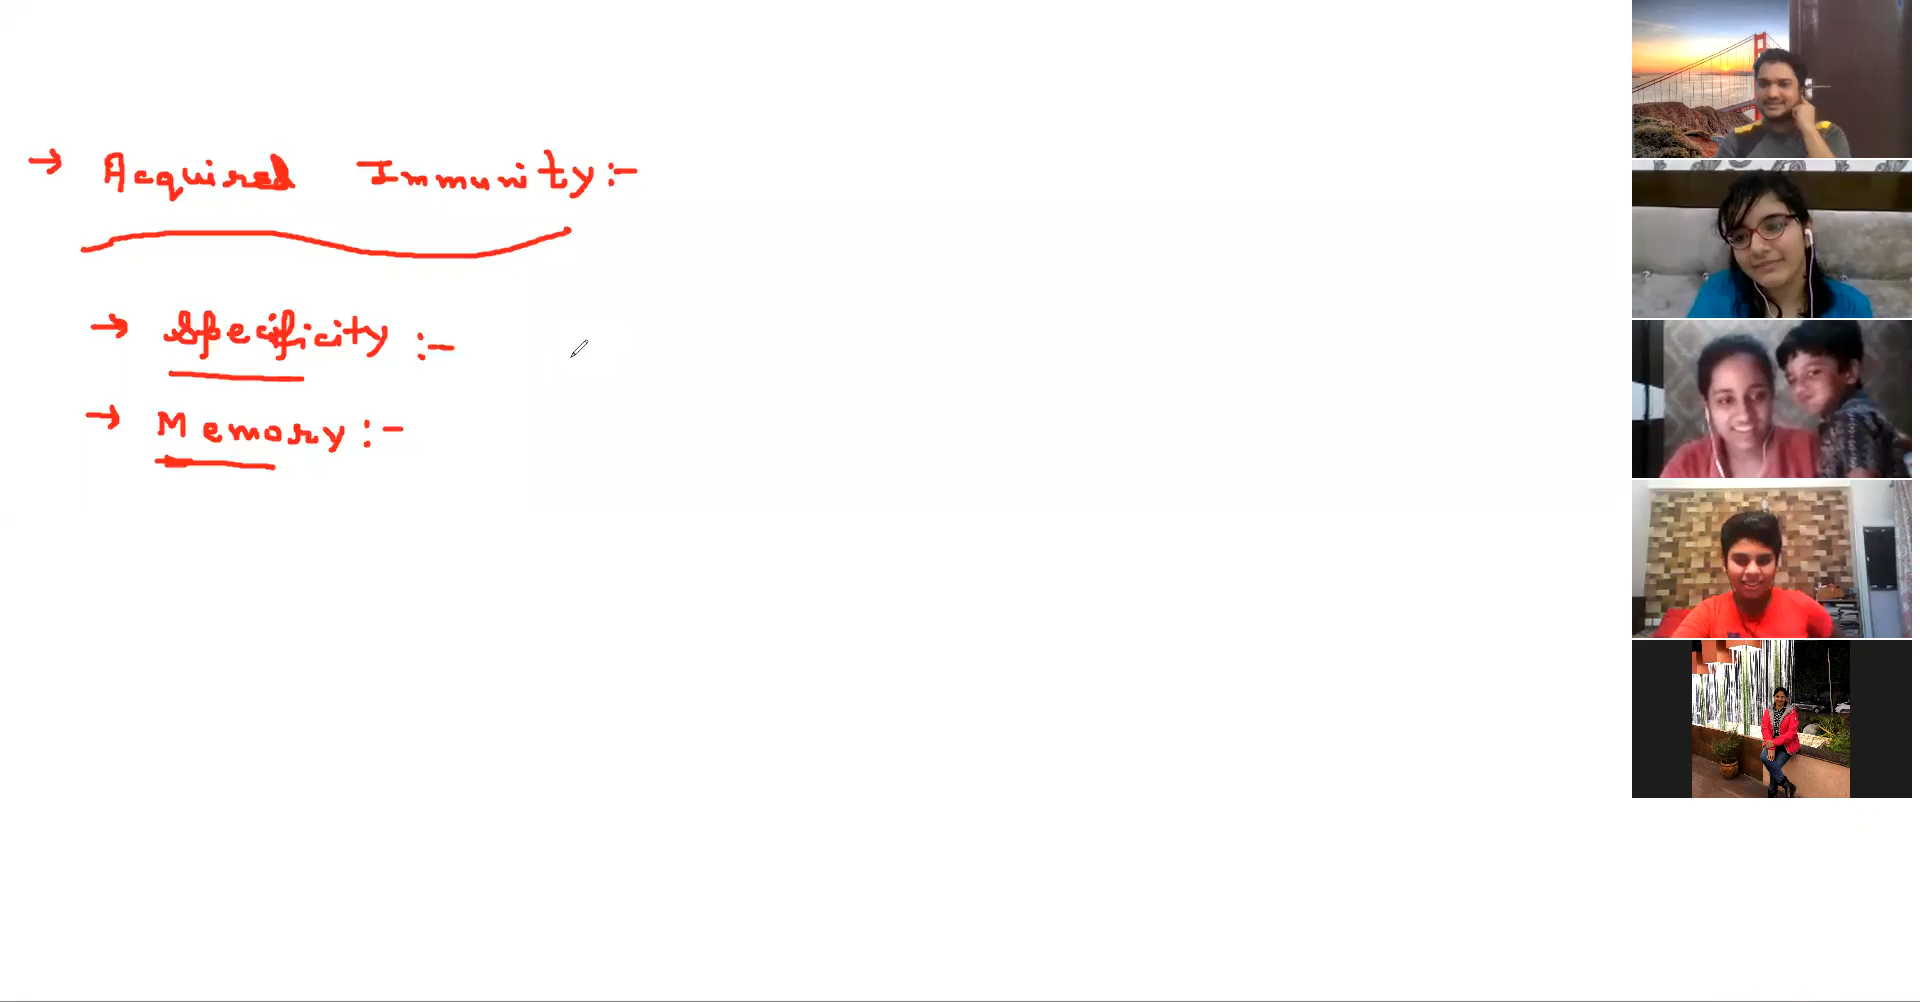 → Acquired Immunity:-
→ Specificity :-
→ Memory:-